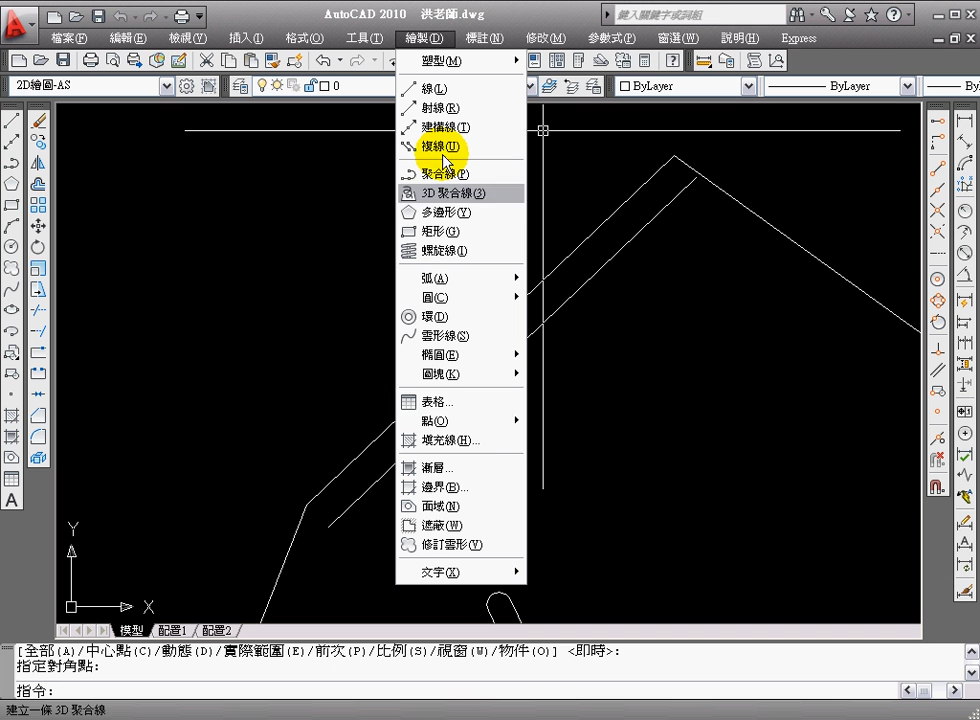 AutoCAD 2010 洪老師.dwg
鍵入關鍵字或詞組
檔案(F) 編輯(E) 檢視(V) 插入(I) 格式(O) 工具(T) 繪製(D) 標註(N) 修改(M) 參數式(P) 窗選(W) 說明(H) Express
2D繪圖-AS
0
ByLayer
ByLayer
ByL
塑型(M)
線(L)
射線(R)
建構線(T)
複線(U)
聚合線(P)
3D 聚合線(3)
多邊形(Y)
矩形(G)
螺旋線(I)
弧(A)
圓(C)
環(D)
雲形線(S)
橢圓(E)
圖塊(K)
表格...
點(O)
填充線(H)...
漸層...
邊界(B)...
面域(N)
遮蔽(W)
修訂雲形(V)
文字(X)
A
Y
X
模型 配置1 配置2
[全部(A)/中心點(C)/動態(D)/實際範圍(E)/前次(P)/比例(S)/視窗(W)/物件(O)] <即時>:
指定對角點:
指令:
建立一條 3D 聚合線